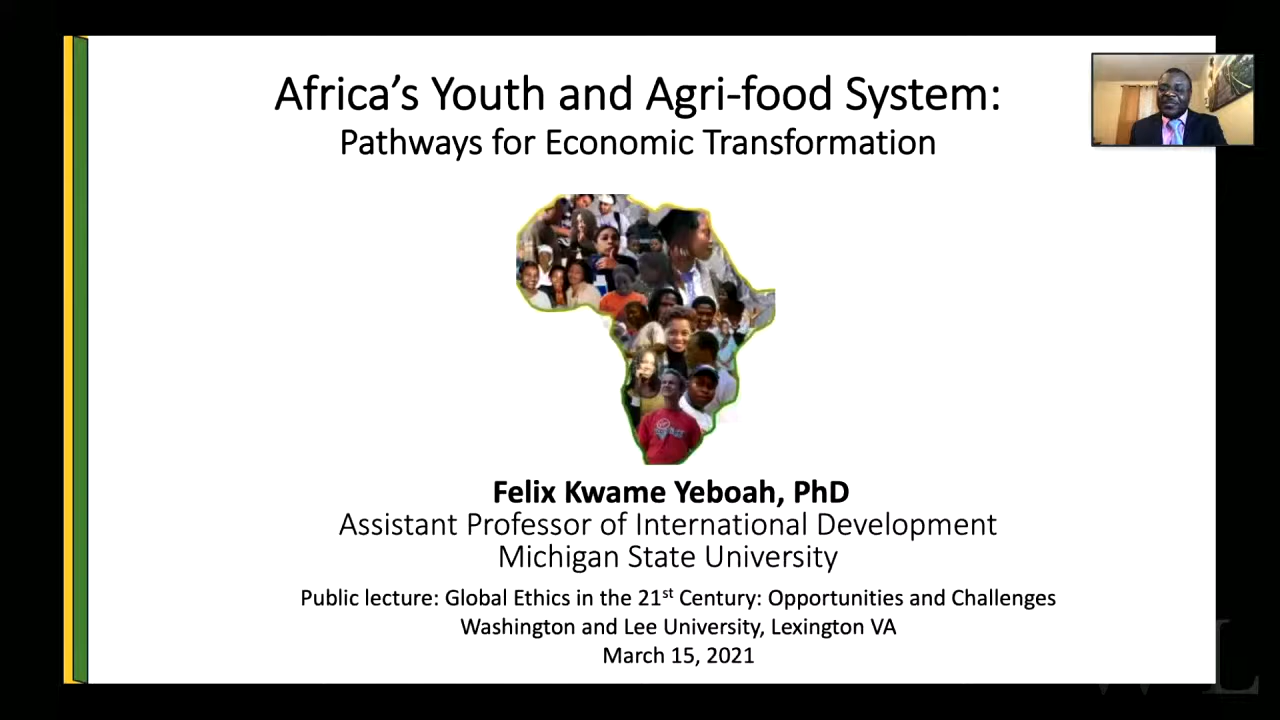 Africa's Youth and Agri-food System:
Pathways for Economic Transformation
Felix Kwame Yeboah, PhD
Assistant Professor of International Development
Michigan State University
Public lecture: Global Ethics in the 21st Century: Opportunities and Challenges
Washington and Lee University, Lexington VA
March 15, 2021